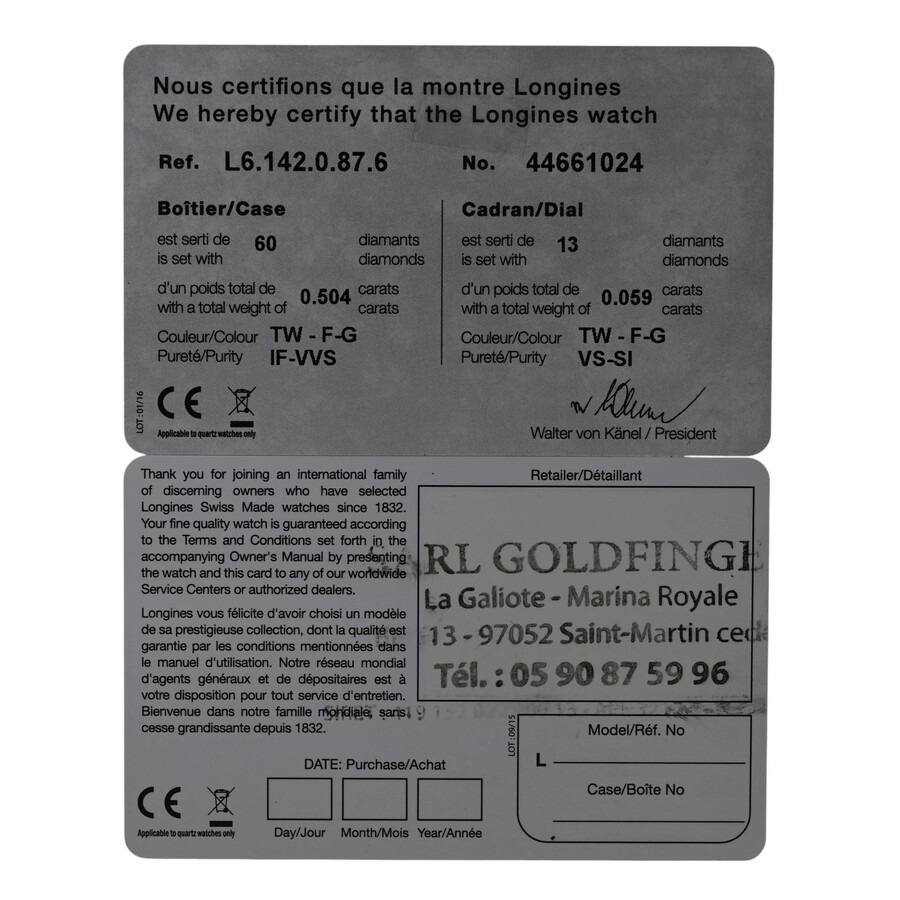 Nous certifions que la montre Longines
We hereby certify that the Longines watch
Ref. L6.142.0.87.6 No. 44661024
Boîtier/Case
est serti de 60 diamants
is set with diamonds
d'un poids total de 0.504 carats
with a total weight of carats
Couleur/Colour TW - F-G
Pureté/Purity IF-VVS
Cadran/Dial
est serti de 13 diamants
is set with diamonds
d'un poids total de 0.059 carats
with a total weight of carats
Couleur/Colour TW - F-G
Pureté/Purity VS-SI
LOT : 01/16
CE
Applicable to quartz watches only
Walter von Känel / President
Thank you for joining an international family
of discerning owners who have selected
Longines Swiss Made watches since 1832.
Your fine quality watch is guaranteed according
to the Terms and Conditions set forth in the
accompanying Owner's Manual by presenting
the watch and this card to any of our worldwide
Service Centers or authorized dealers.
Longines vous félicite d'avoir choisi un modèle
de sa prestigieuse collection, dont la qualité est
garantie par les conditions mentionnées dans
le manuel d'utilisation. Notre réseau mondial
d'agents généraux et de dépositaires est à
votre disposition pour tout service d'entretien.
Bienvenue dans notre famille mondiale, sans
cesse grandissante depuis 1832.
Retailer/Détaillant
SARL GOLDFINGE
La Galiote - Marina Royale
13 - 97052 Saint-Martin cede
Tél. : 05 90 87 59 96
DATE: Purchase/Achat
Day/Jour Month/Mois Year/Année
CE
Applicable to quartz watches only
LOT : 09/15
Model/Réf. No
L
Case/Boîte No